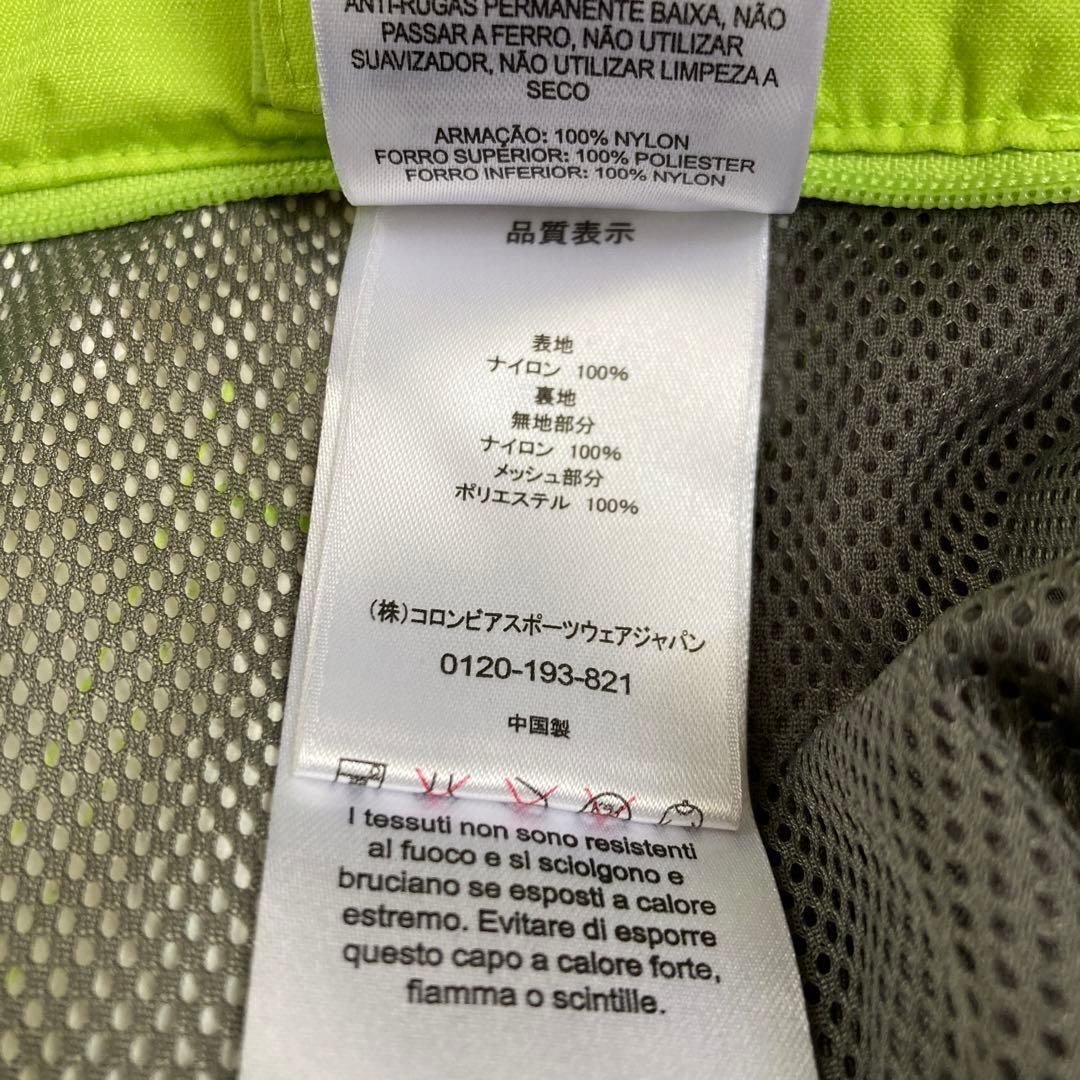 ANTI-RUGAS PERMANENTE BAIXA, NÃO
PASSAR A FERRO, NÃO UTILIZAR
SUAVIZADOR, NÃO UTILIZAR LIMPEZA A
SECO
ARMAÇÃO: 100% NYLON
FORRO SUPERIOR: 100% POLIESTER
FORRO INFERIOR: 100% NYLON
品質表示
表地
ナイロン 100%
裏地
無地部分
ナイロン 100%
メッシュ部分
ポリエステル 100%
(株)コロンビアスポーツウェアジャパン
0120-193-821
中国製
I tessuti non sono resistenti
al fuoco e si sciolgono e
bruciano se esposti a calore
estremo. Evitare di esporre
questo capo a calore forte,
fiamma o scintille.